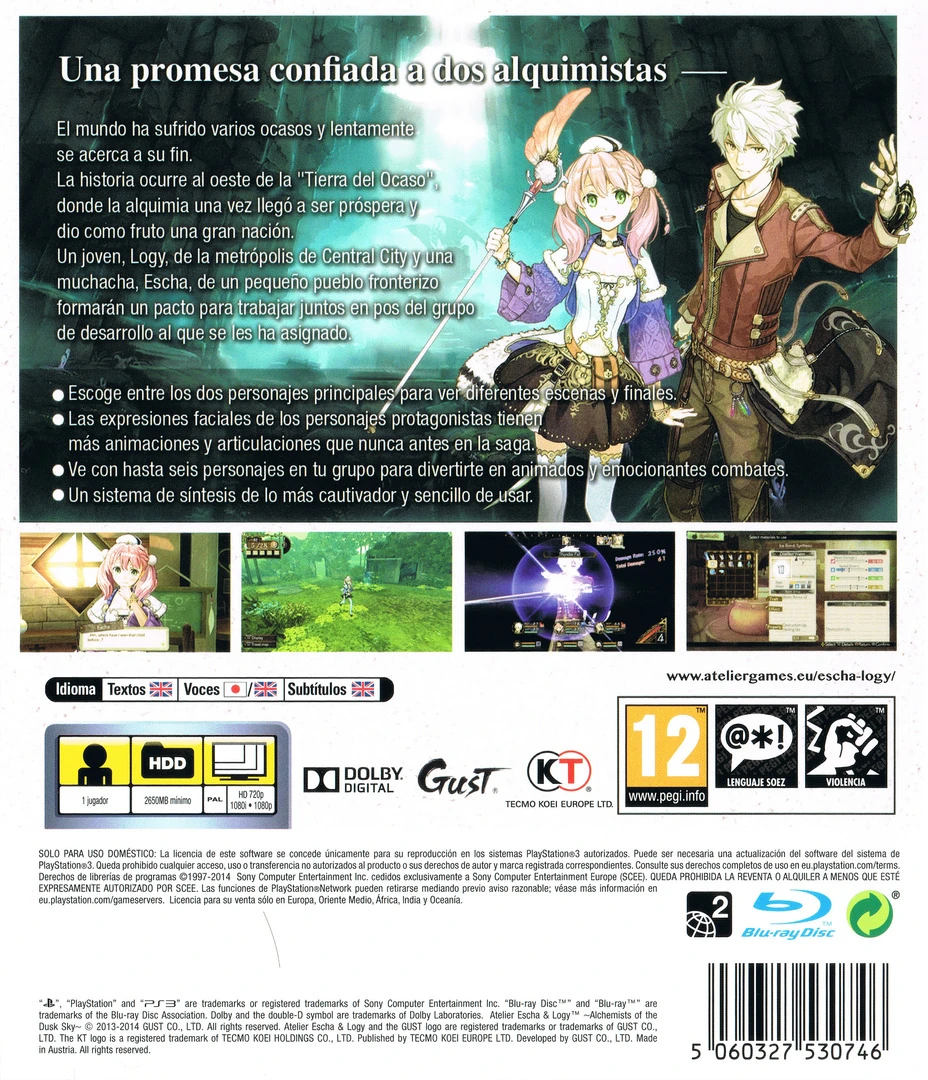 Una promesa confiada a dos alquimistas
El mundo ha sufrido varios ocasos y lentamente
se acerca a su fin.
La historia ocurre al oeste de la "Tierra del Ocaso",
donde la alquimia una vez llegó a ser próspera y
dio como fruto una gran nación.
Un joven, Logy, de la metrópolis de Central City y una
muchacha, Escha, de un pequeño pueblo fronterizo
formarán un pacto para trabajar juntos en pos del grupo
de desarrollo al que se les ha asignado.
● Escoge entre los dos personajes principales para ver diferentes escenas y finales.
● Las expresiones faciales de los personajes protagonistas tienen
más animaciones y articulaciones que nunca antes en la saga.
● Ve con hasta seis personajes en tu grupo para divertirte en animados y emocionantes combates.
● Un sistema de síntesis de lo más cautivador y sencillo de usar.
Damage Rate: 350%
Total Damage: 61
Select materials to use
www.ateliergames.eu/escha-logy/
Idioma Textos Voces / Subtítulos
12 ™
www.pegi.info
@*! ™
LENGUAJE SOEZ
™
VIOLENCIA
HDD
1 jugador
2650MB mínimo
PAL
HD 720p
1080i • 1080p
DOLBY®
DIGITAL
GUST®
KT®
TECMO KOEI EUROPE LTD.
SOLO PARA USO DOMÉSTICO: La licencia de este software se concede únicamente para su reproducción en los sistemas PlayStation®3 autorizados. Puede ser necesaria una actualización del software del sistema de
PlayStation®3. Queda prohibido cualquier acceso, uso o transferencia no autorizados al producto o sus derechos de autor y marca registrada correspondientes. Consulte sus derechos completos de uso en eu.playstation.com/terms.
Derechos de librerías de programas ©1997-2014 Sony Computer Entertainment Inc. cedidos exclusivamente a Sony Computer Entertainment Europe (SCEE). QUEDA PROHIBIDA LA REVENTA O ALQUILER A MENOS QUE ESTÉ
EXPRESAMENTE AUTORIZADO POR SCEE. Las funciones de PlayStation®Network pueden retirarse mediando previo aviso razonable; véase más información en
eu.playstation.com/gameservers. Licencia para su venta sólo en Europa, Oriente Medio, África, India y Oceanía.
2
Blu-ray Disc™
®
“PS”, “PlayStation” and “PS3” are trademarks or registered trademarks of Sony Computer Entertainment Inc. “Blu-ray Disc™” and “Blu-ray™” are
trademarks of the Blu-ray Disc Association. Dolby and the double-D symbol are trademarks of Dolby Laboratories. Atelier Escha & Logy™ ~Alchemists of the
Dusk Sky~ © 2013-2014 GUST CO., LTD. All rights reserved. Atelier Escha & Logy and the GUST logo are registered trademarks or trademarks of GUST CO.,
LTD. The KT logo is a registered trademark of TECMO KOEI HOLDINGS CO., LTD. Published by TECMO KOEI EUROPE LTD. Developed by GUST CO., LTD. Made
in Austria. All rights reserved.
5 060327 530746